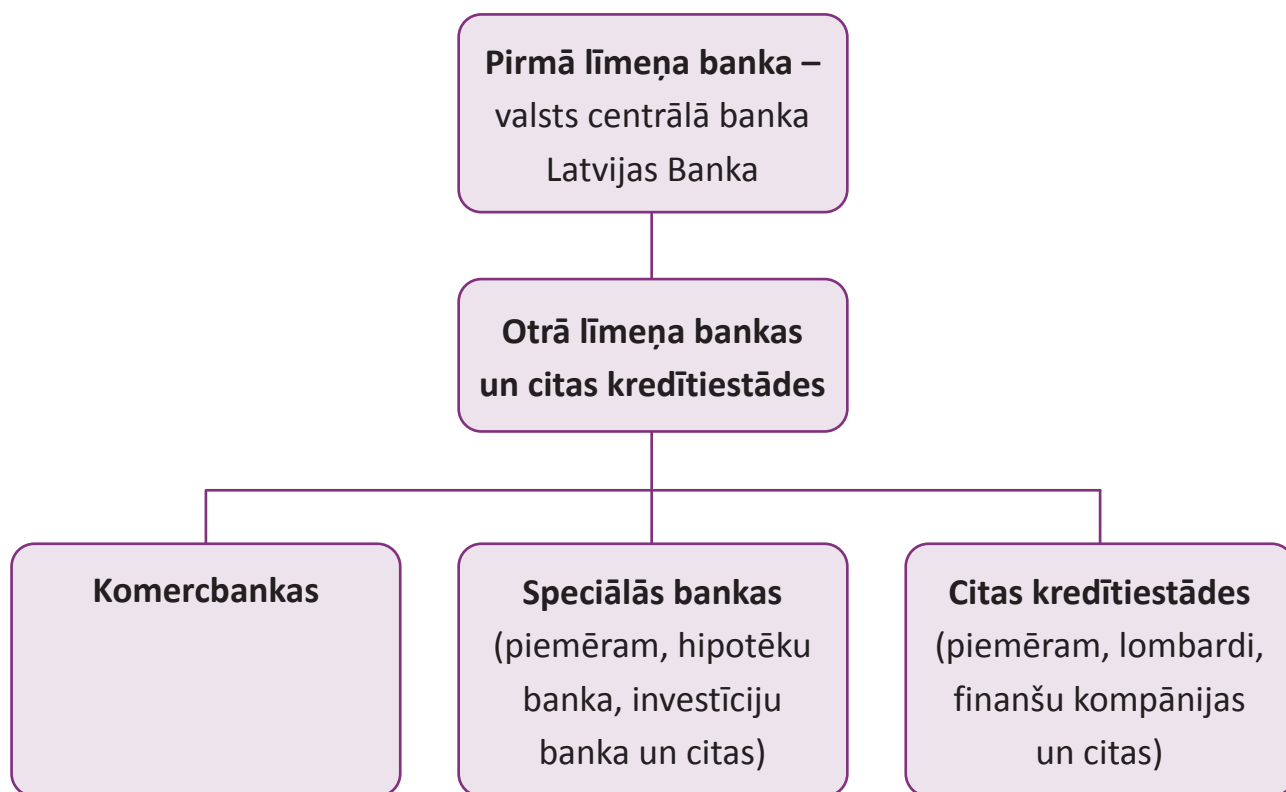 Pirmā līmeņa banka –
valsts centrālā banka
Latvijas Banka
Otrā līmeņa bankas
un citas kredītiestādes
Komercbankas
Speciālās bankas
(piemēram, hipotēku
banka, investīciju
banka un citas)
Citas kredītiestādes
(piemēram, lombardi,
finanšu kompānijas
un citas)